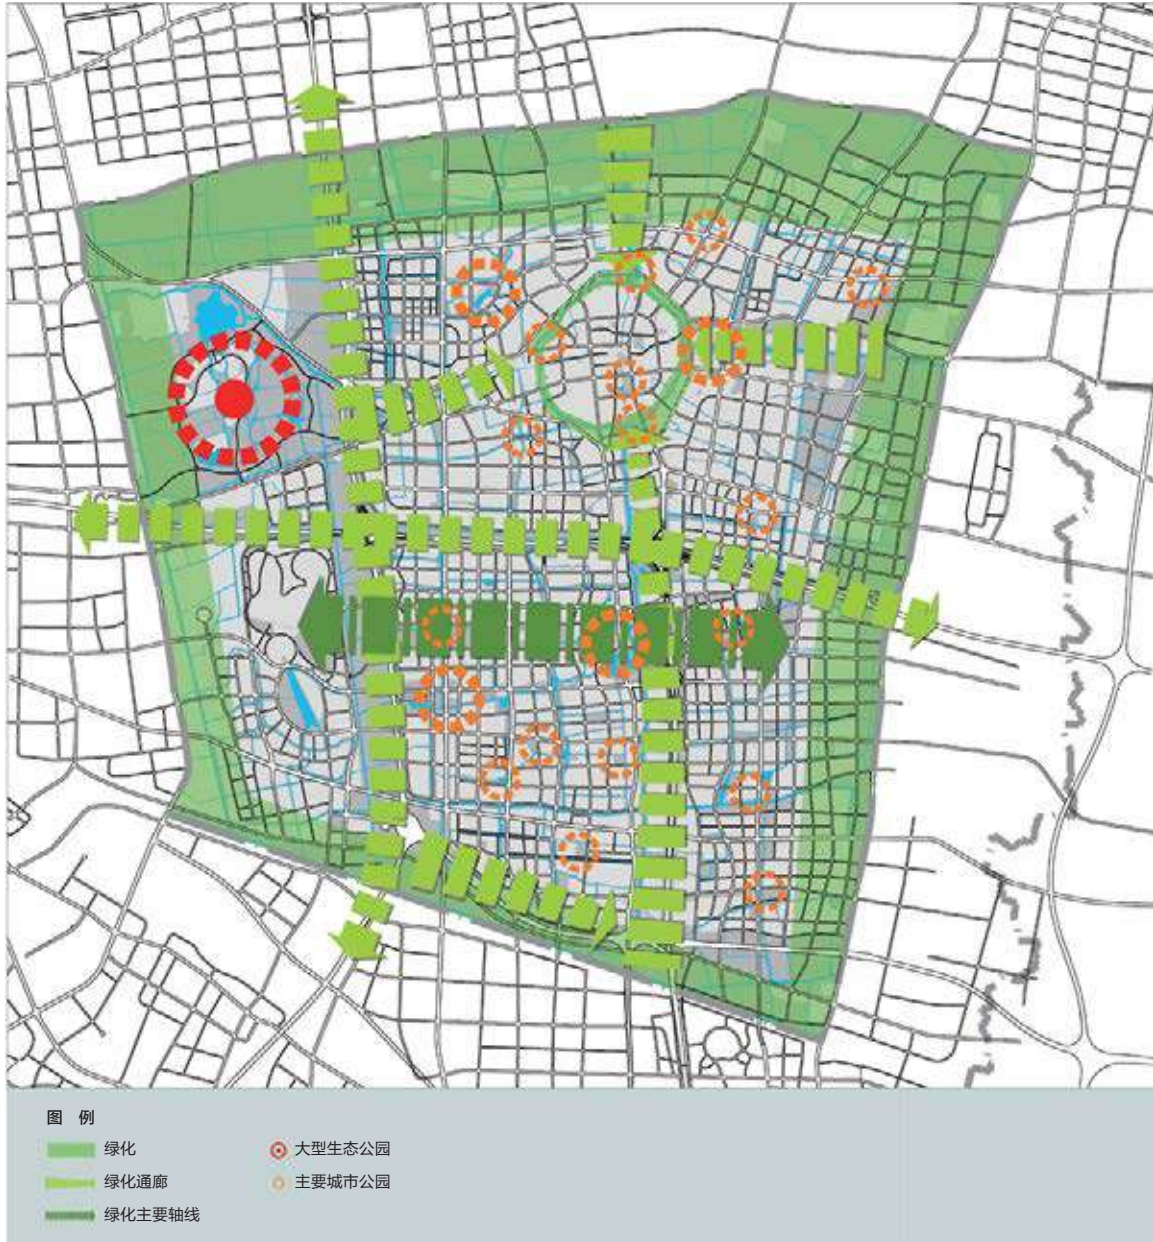 图 例
绿化
大型生态公园
绿化通廊
主要城市公园
绿化主要轴线